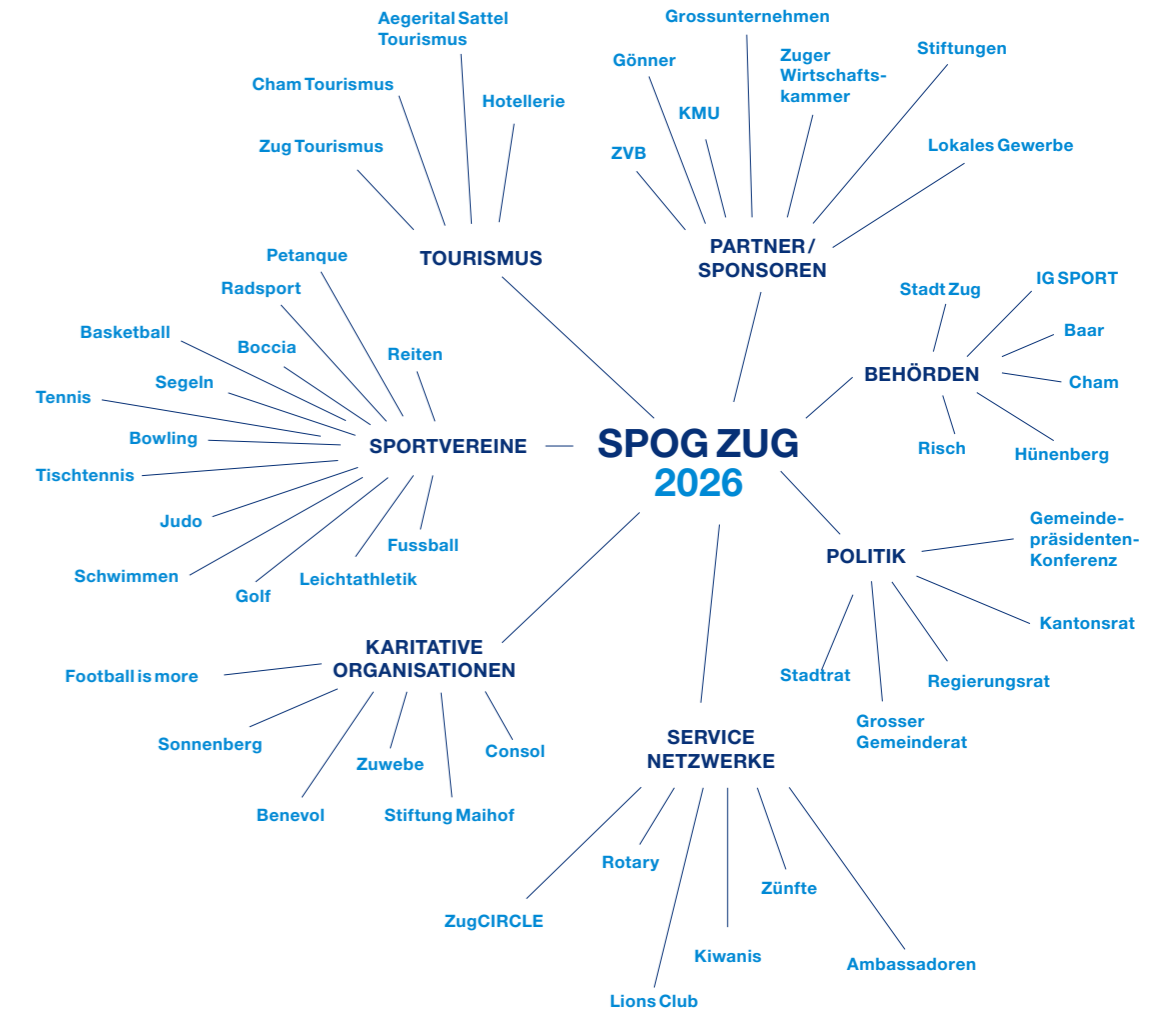 Aegerital Sattel
Tourismus
Cham Tourismus
Hotellerie
Zug Tourismus
TOURISMUS
Grossunternehmen
Gönner
Zuger
Wirtschafts-
kammer
Stiftungen
KMU
ZVB
Lokales Gewerbe
PARTNER/
SPONSOREN
Stadt Zug
IG SPORT
Baar
BEHÖRDEN
Cham
Risch
Hünenberg
Petanque
Radsport
Basketball
Boccia
Reiten
Segeln
Tennis
Bowling
SPORTVEREINE
Tischtennis
Judo
Fussball
Schwimmen
Leichtathletik
Golf
SPOG ZUG
2026
Gemeinde-
präsidenten-
Konferenz
POLITIK
Kantonsrat
Stadtrat
Regierungsrat
Grosser
Gemeinderat
KARITATIVE
ORGANISATIONEN
Football is more
Sonnenberg
Zuwebe
Consol
Benevol
Stiftung Maihof
SERVICE
NETZWERKE
Rotary
Zünfte
ZugCIRCLE
Kiwanis
Ambassadoren
Lions Club